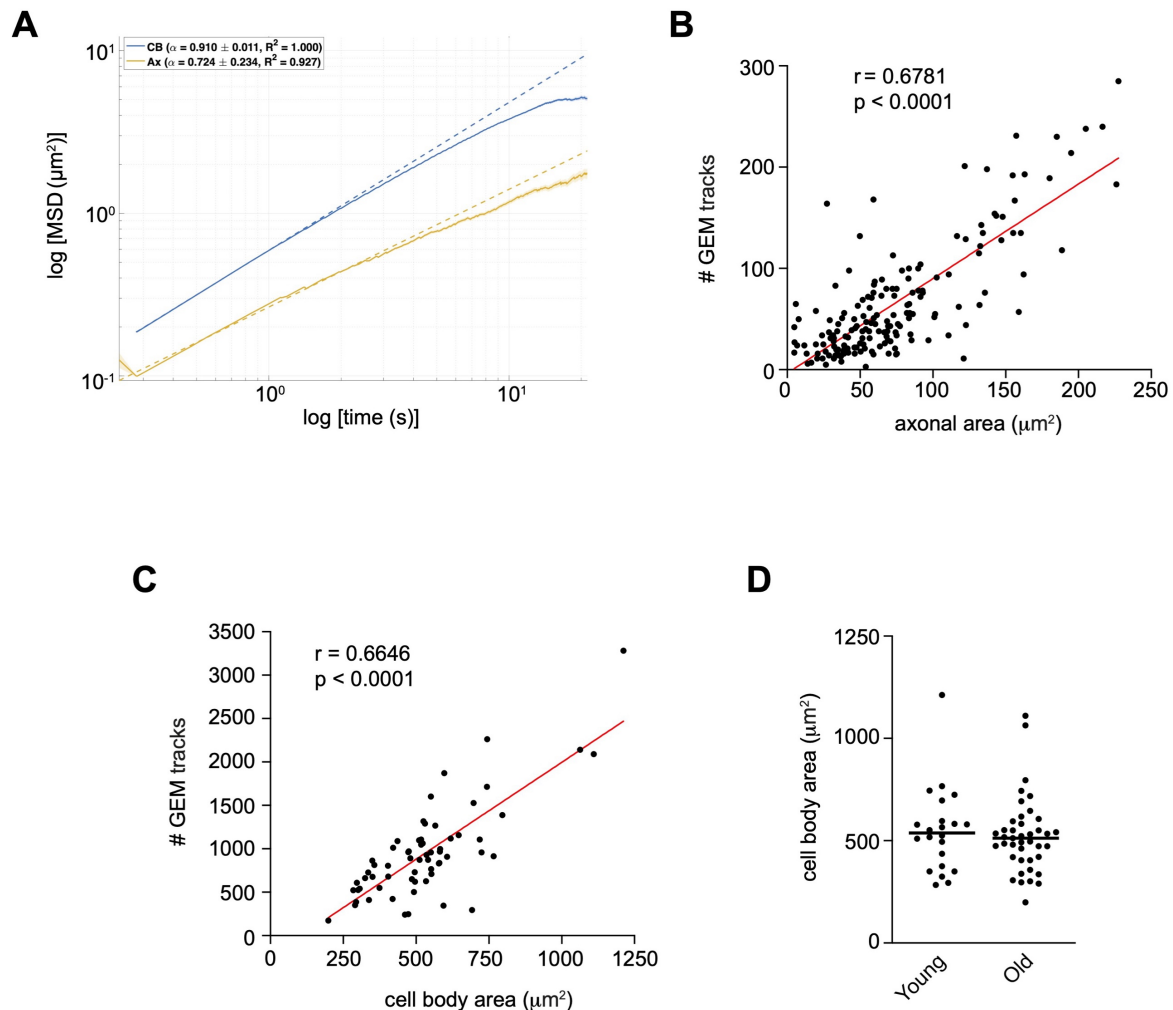 A
CB (α = 0.910 ± 0.011, R² = 1.000)
Ax (α = 0.724 ± 0.234, R² = 0.927)
10¹
10⁰
10⁻¹
log [MSD (µm²)]
10⁰
10¹
log [time (s)]
B
r = 0.6781
p < 0.0001
300
200
100
0
# GEM tracks
0
50
100
150
200
250
axonal area (µm²)
C
r = 0.6646
p < 0.0001
3500
3000
2500
2000
1500
1000
500
0
# GEM tracks
0
250
500
750
1000
1250
cell body area (µm²)
D
1250
1000
500
0
cell body area (µm²)
Young
Old